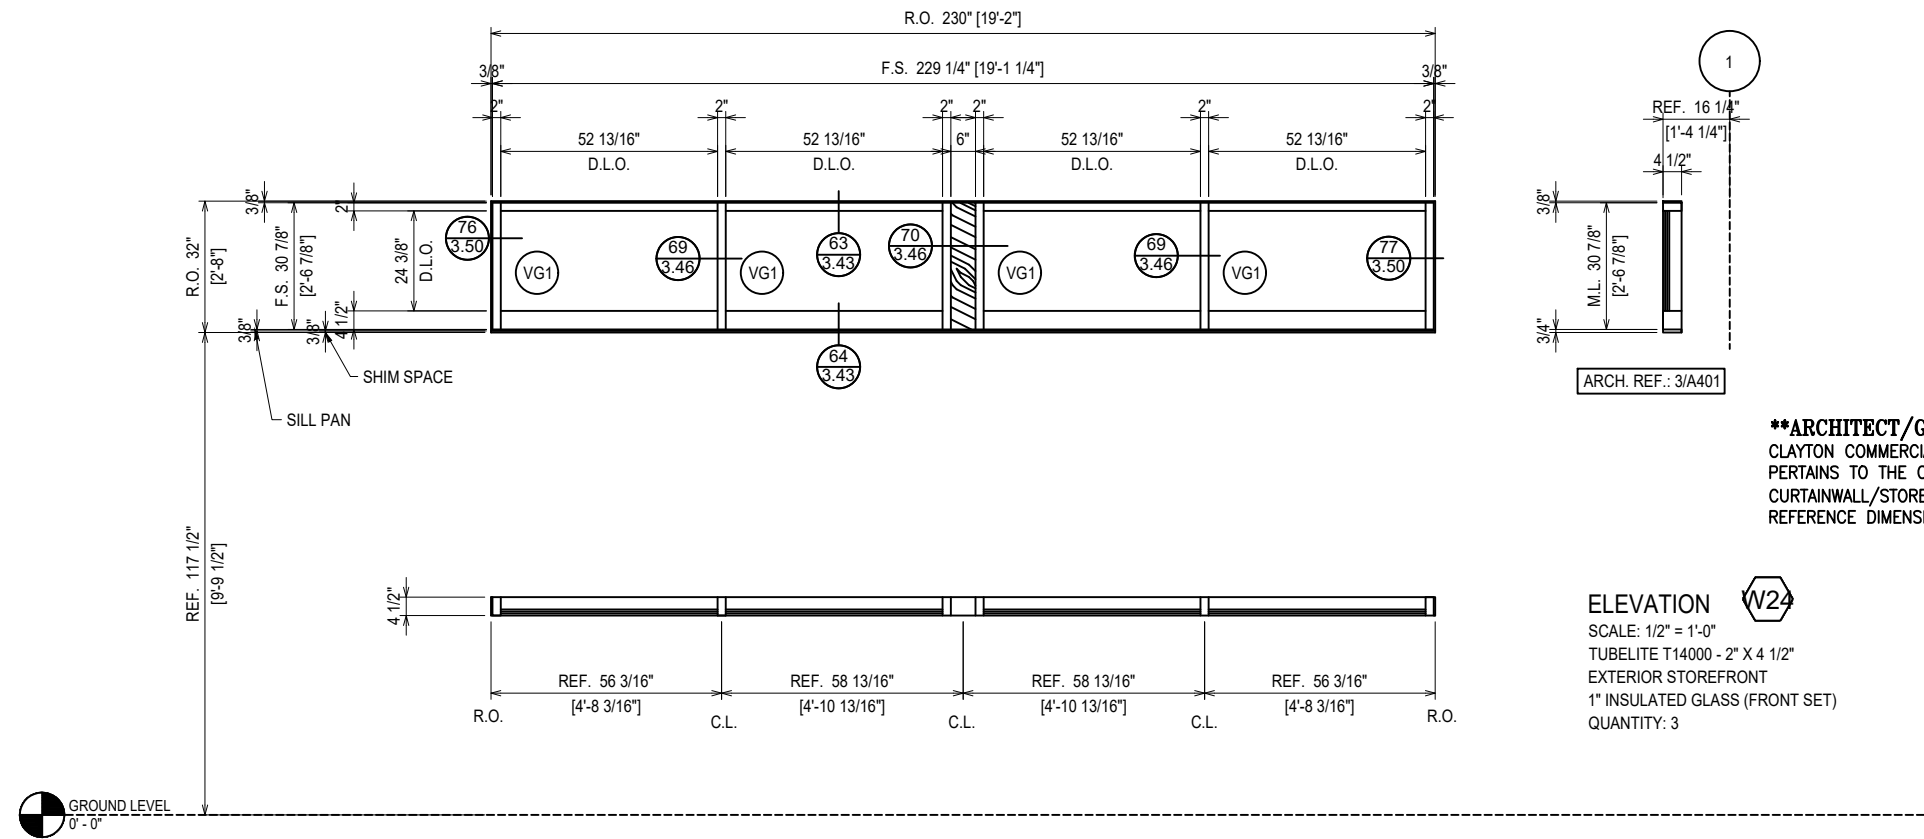 R.O. 230" [19'-2"]
3/8"
F.S. 229 1/4" [19'-1 1/4"]
3/8"
2"
2"
2"
2"
2"
2"
52 13/16"
D.L.O.
52 13/16"
D.L.O.
6"
52 13/16"
D.L.O.
52 13/16"
D.L.O.
1
REF. 16 1/4"
[1'-4 1/4"]
4 1/2"
R.O. 32"
[2'-8"]
3/8"
F.S. 30 7/8"
[2'-6 7/8"]
2"
24 3/8"
D.L.O.
4 1/2"
3/8"
3/8"
76
3.50
VG1
69
3.46
VG1
63
3.43
70
3.46
VG1
69
3.46
VG1
77
3.50
64
3.43
3/8"
M.L. 30 7/8"
[2'-6 7/8"]
3/4"
SHIM SPACE
SILL PAN
ARCH. REF.: 3/A401
**ARCHITECT/G
CLAYTON COMMERCI
PERTAINS TO THE
CURTAINWALL/STORE
REFERENCE DIMENS
REF. 117 1/2"
[9'-9 1/2"]
4 1/2"
REF. 56 3/16"
[4'-8 3/16"]
REF. 58 13/16"
[4'-10 13/16"]
REF. 58 13/16"
[4'-10 13/16"]
REF. 56 3/16"
[4'-8 3/16"]
R.O.
C.L.
C.L.
C.L.
R.O.
ELEVATION W24
SCALE: 1/2" = 1'-0"
TUBELITE T14000 - 2" X 4 1/2"
EXTERIOR STOREFRONT
1" INSULATED GLASS (FRONT SET)
QUANTITY: 3
GROUND LEVEL
0' - 0"